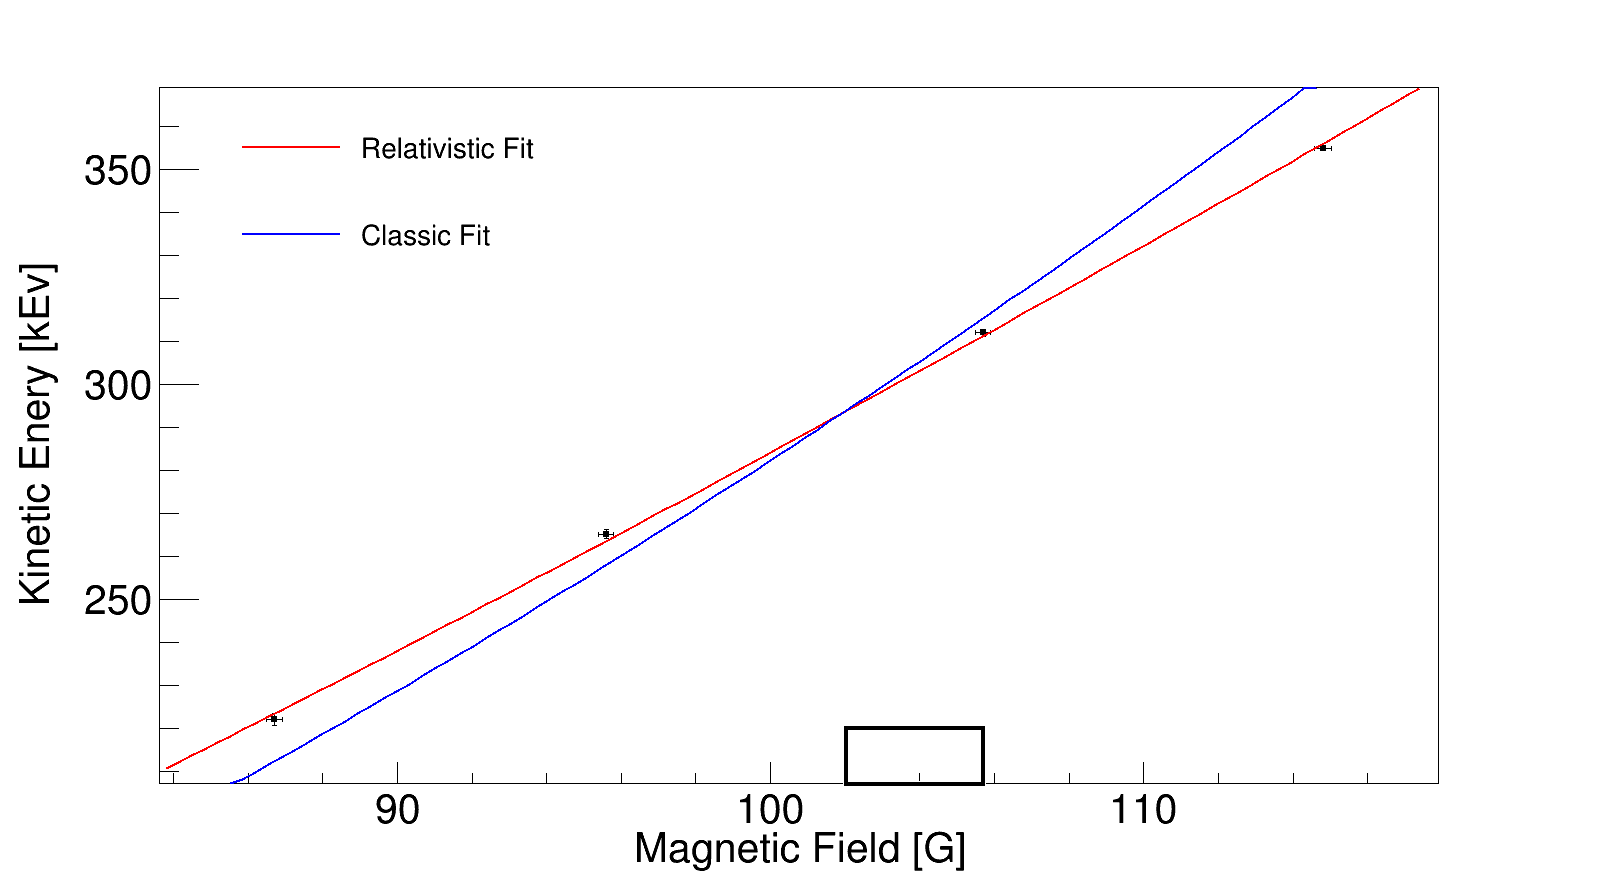 Relativistic Fit
Classic Fit
350
300
250
Kinetic Enery [kEv]
90
100
110
Magnetic Field [G]